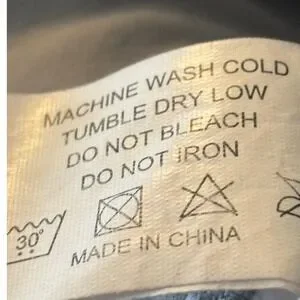 MACHINE WASH COLD
TUMBLE DRY LOW
DO NOT BLEACH
DO NOT IRON
30°
MADE IN CHINA